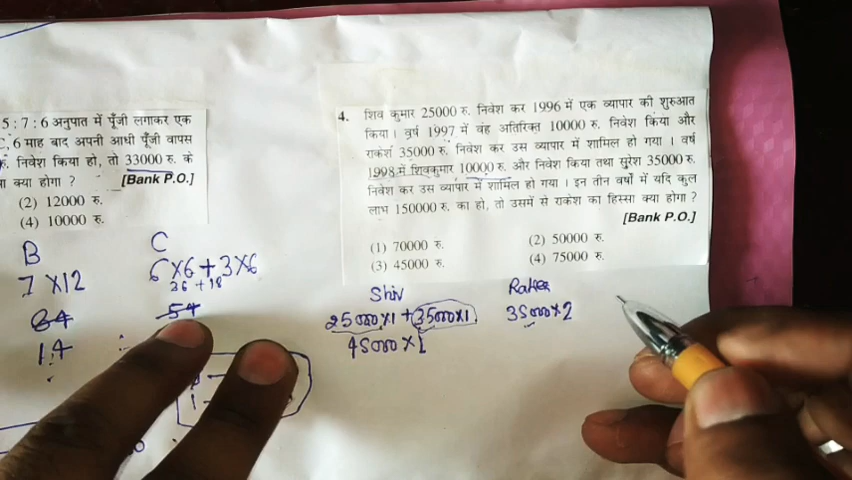 5 : 7 : 6 अनुपात में पूँजी लगाकर एक
C, 6 माह बाद अपनी आधी पूँजी वापस
निवेश किया हो, तो 33000 रु. के
क्या होगा ?
[Bank P.O.]
(2) 12000 रु.
(4) 10000 रु.
B
C
7 X12
6 X6 + 3X6
36 + 18
84
54
14
4. शिव कुमार 25000 रु. निवेश कर 1996 में एक व्यापार की शुरुआत
किया । वर्ष 1997 में वह अतिरिक्त 10000 रु. निवेश किया और
राकेश 35000 रु. निवेश कर उस व्यापार में शामिल हो गया । वर्ष
1998 में शिवकुमार 10000 रु. और निवेश किया तथा सुरेश 35000 रु.
निवेश कर उस व्यापार में शामिल हो गया । इन तीन वर्षों में यदि कुल
लाभ 150000 रु. का हो, तो उसमें से राकेश का हिस्सा क्या होगा ?
[Bank P.O.]
(1) 70000 रु.
(2) 50000 रु.
(3) 45000 रु.
(4) 75000 रु.
Shiv
25000x1 + 35000x1
35000x2
45000x1